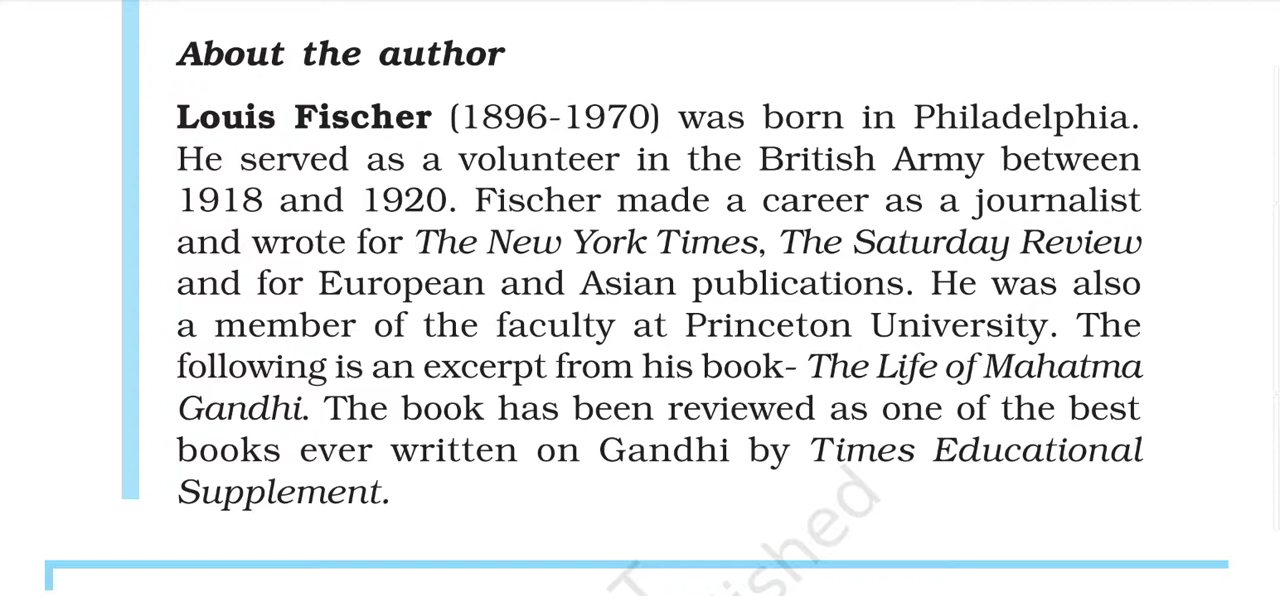 About the author
Louis Fischer (1896-1970) was born in Philadelphia.
He served as a volunteer in the British Army between
1918 and 1920. Fischer made a career as a journalist
and wrote for The New York Times, The Saturday Review
and for European and Asian publications. He was also
a member of the faculty at Princeton University. The
following is an excerpt from his book- The Life of Mahatma
Gandhi. The book has been reviewed as one of the best
books ever written on Gandhi by Times Educational
Supplement.